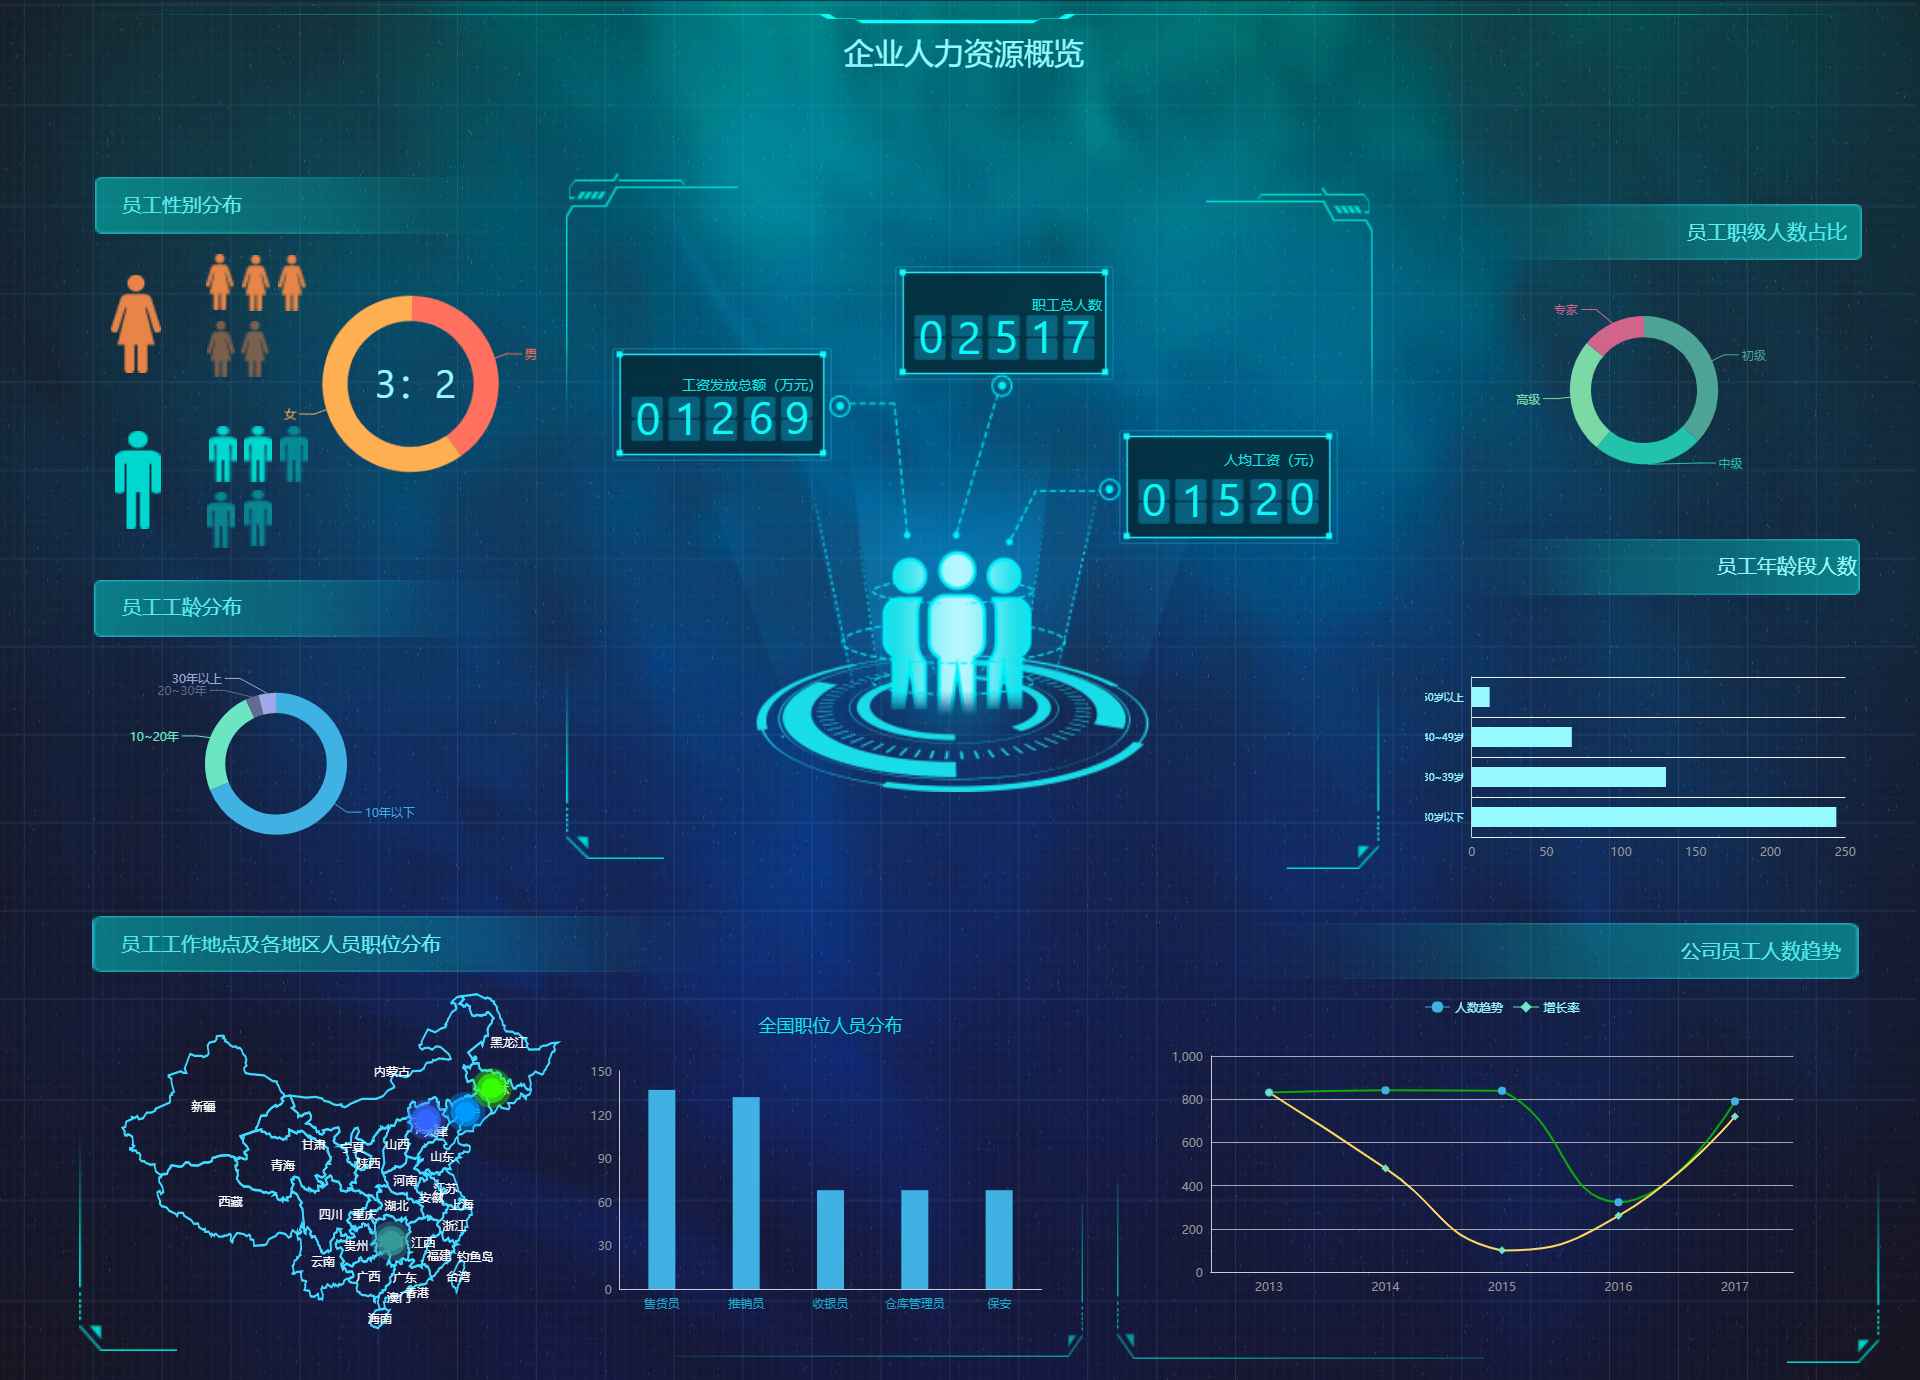 企业人力资源概览
员工性别分布
男
3: 2
女
职工总人数
02517
工资发放总额（万元）
01269
人均工资（元）
01520
员工职级人数占比
专家
初级
高级
中级
员工工龄分布
30年以上
20~30年
10~20年
10年以下
员工年龄段人数
50岁以上
40~49岁
30~39岁
30岁以下
0 50 100 150 200 250
员工工作地点及各地区人员职位分布
黑龙江
内蒙古
新疆
甘肃
宁夏
山西
青海
陕西
山东
河南
西藏
江苏
安徽
上海
四川
重庆
湖北
浙江
贵州
江西
云南
福建
钓鱼岛
广西
广东
台湾
澳门
香港
海南
全国职位人员分布
150
120
90
60
30
0
售货员 推销员 收银员 仓库管理员 保安
公司员工人数趋势
人数趋势 增长率
1,000
800
600
400
200
0
2013 2014 2015 2016 2017